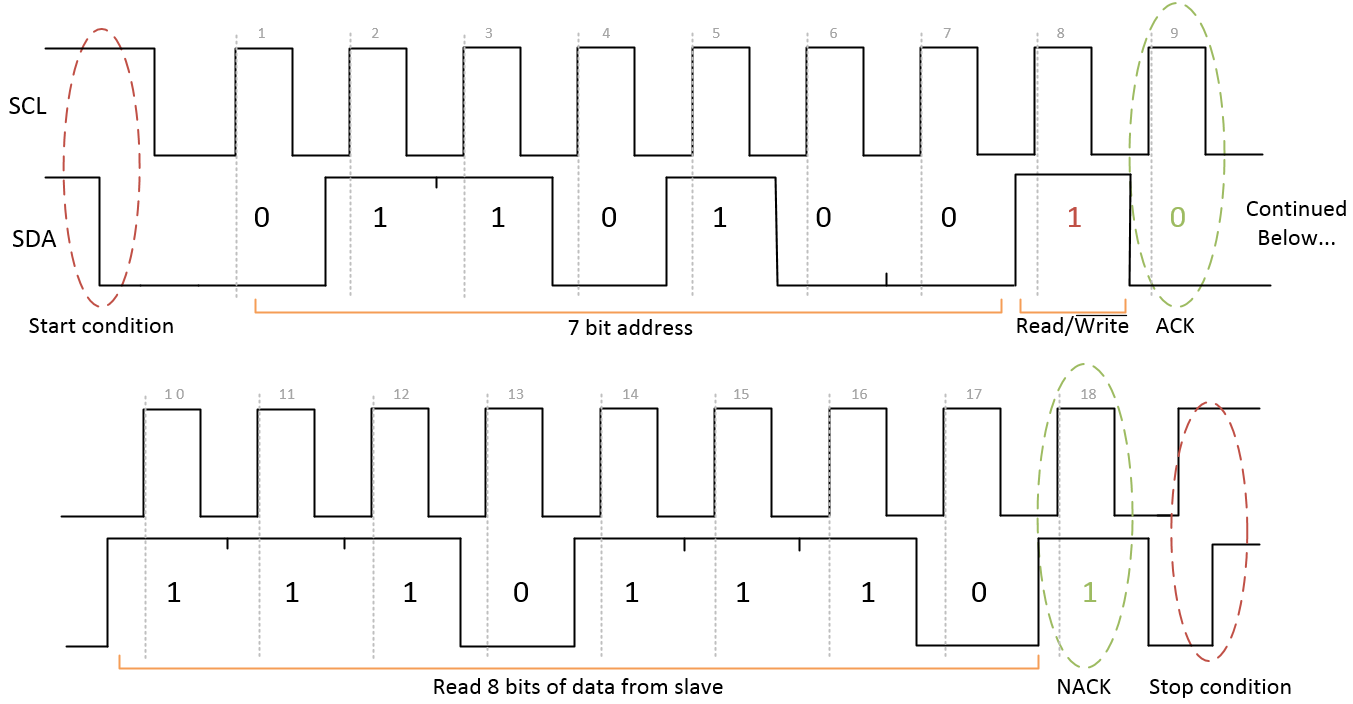 1 2 3 4 5 6 7 8 9
SCL
0 1 1 0 1 0 0 1 0
SDA
Continued
Below...
Start condition
7 bit address
Read/Write
ACK
10 11 12 13 14 15 16 17 18
1 1 1 0 1 1 1 0 1
Read 8 bits of data from slave
NACK
Stop condition